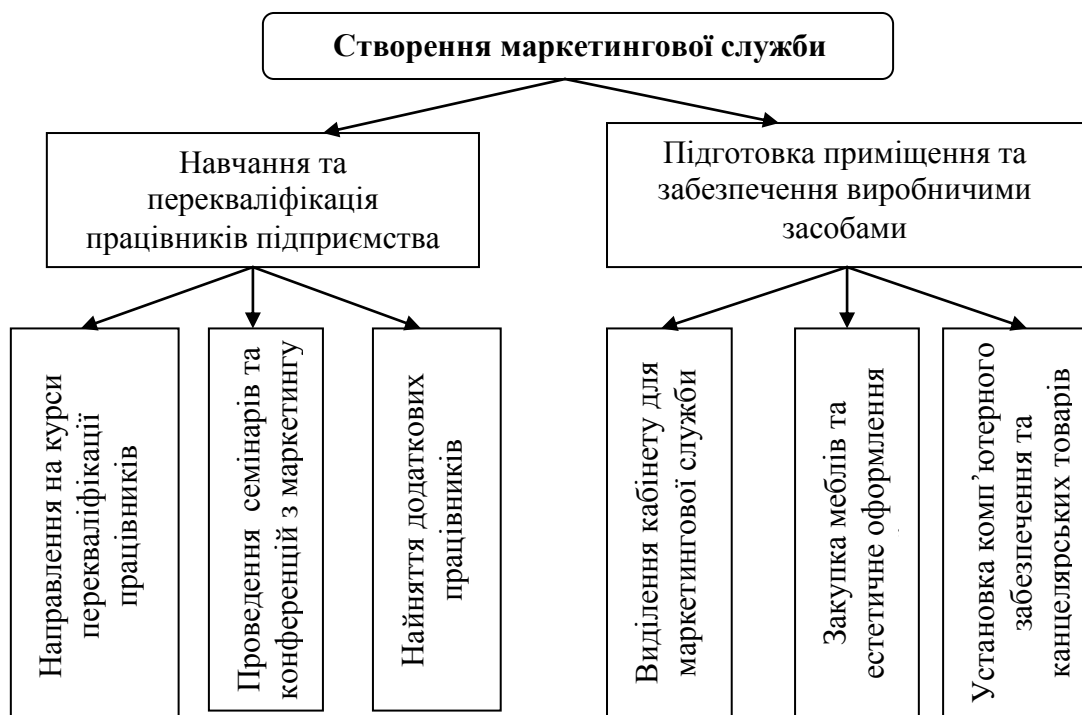 Створення маркетингової служби
Навчання та
перекваліфікація
працівників підприємства
Підготовка приміщення та
забезпечення виробничими
засобами
Направлення на курси
перекваліфікації
працівників
Проведення семінарів та
конференцій з маркетингу
Найняття додаткових
працівників
Виділення кабінету для
маркетингової служби
Закупка меблів та
естетичне оформлення
Установка комп’ютерного
забезпечення та
канцелярських товарів